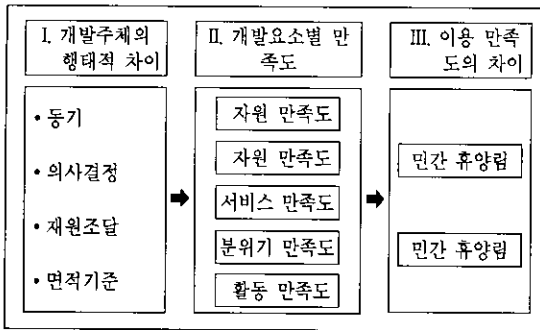 Ⅰ. 개발주체의
행태적 차이
Ⅱ. 개발요소별 만
족도
Ⅲ. 이용 만족
도의 차이
• 동기
• 의사결정
• 재원조달
• 면적기준
자원 만족도
자원 만족도
서비스 만족도
분위기 만족도
활동 만족도
민간 휴양림
민간 휴양림